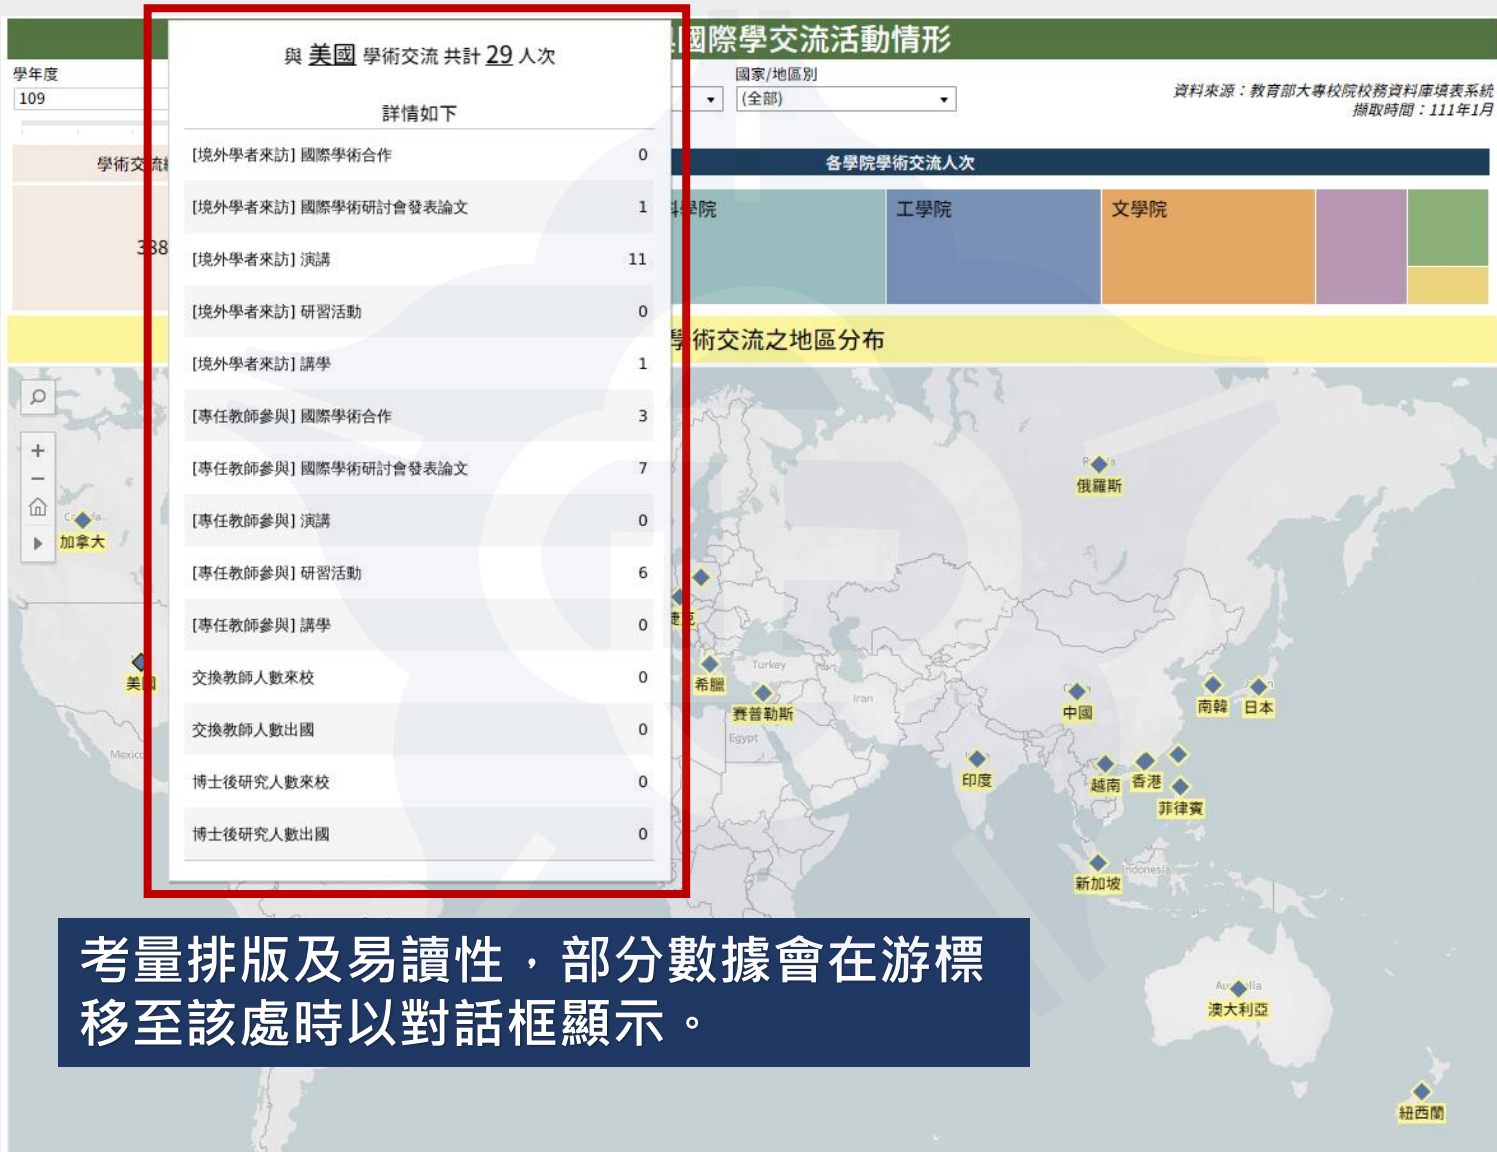 國際學交流活動情形
學年度
109
國家/地區別
(全部)
資料來源：教育部大專校院校務資料庫填表系統
擷取時間：111年1月
與 美國 學術交流 共計 29 人次
詳情如下
[境外學者來訪] 國際學術合作 0
[境外學者來訪] 國際學術研討會發表論文 1
[境外學者來訪] 演講 11
[境外學者來訪] 研習活動 0
[境外學者來訪] 講學 1
[專任教師參與] 國際學術合作 3
[專任教師參與] 國際學術研討會發表論文 7
[專任教師參與] 演講 0
[專任教師參與] 研習活動 6
[專任教師參與] 講學 0
交換教師人數來校 0
交換教師人數出國 0
博士後研究人數來校 0
博士後研究人數出國 0
學術交流
各學院學術交流人次
388
學院
工學院
文學院
學術交流之地區分布
俄羅斯
加拿大
美國
捷克
Turkey
希臘
賽普勒斯
Iran
Egypt
Mexico
中國
南韓
日本
印度
越南
香港
菲律賓
新加坡
Indonesia
澳大利亞
紐西蘭
考量排版及易讀性，部分數據會在游標
移至該處時以對話框顯示。